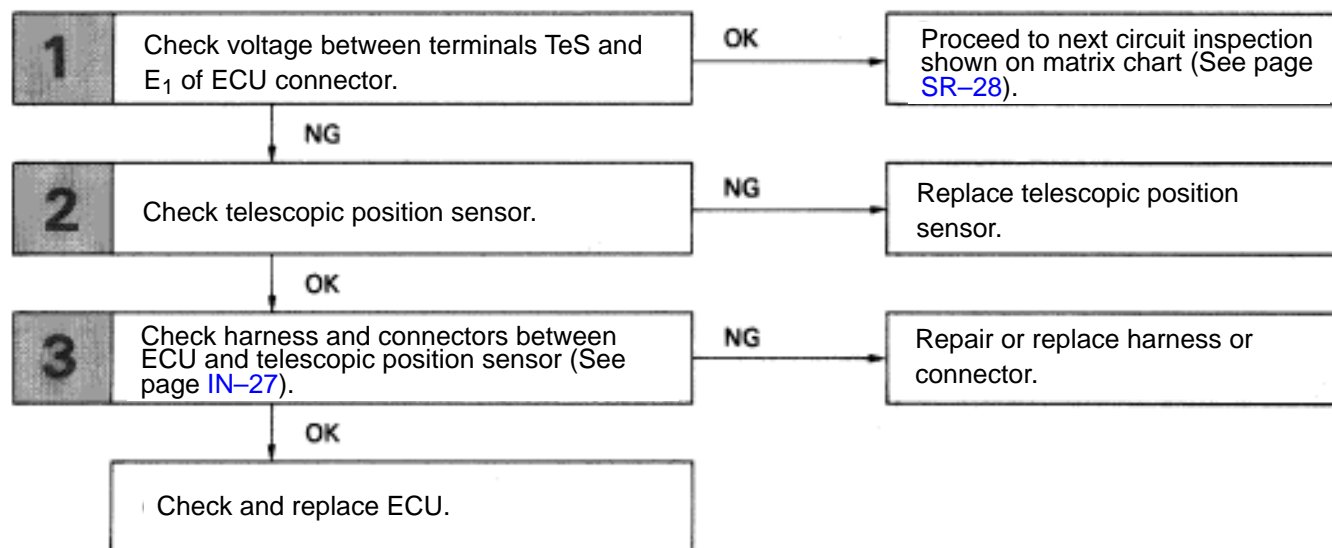 1
Check voltage between terminals TeS and
E1 of ECU connector.
OK
Proceed to next circuit inspection
shown on matrix chart (See page
SR–28).
NG
2
Check telescopic position sensor.
NG
Replace telescopic position
sensor.
OK
3
Check harness and connectors between
ECU and telescopic position sensor (See
page IN–27).
NG
Repair or replace harness or
connector.
OK
Check and replace ECU.